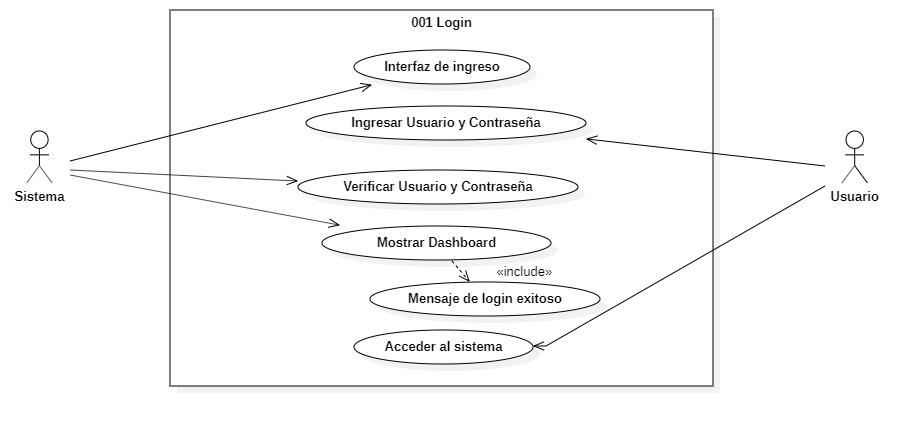 001 Login
Interfaz de ingreso
Ingresar Usuario y Contraseña
Sistema
Usuario
Verificar Usuario y Contraseña
Mostrar Dashboard
«include»
Mensaje de login exitoso
Acceder al sistema